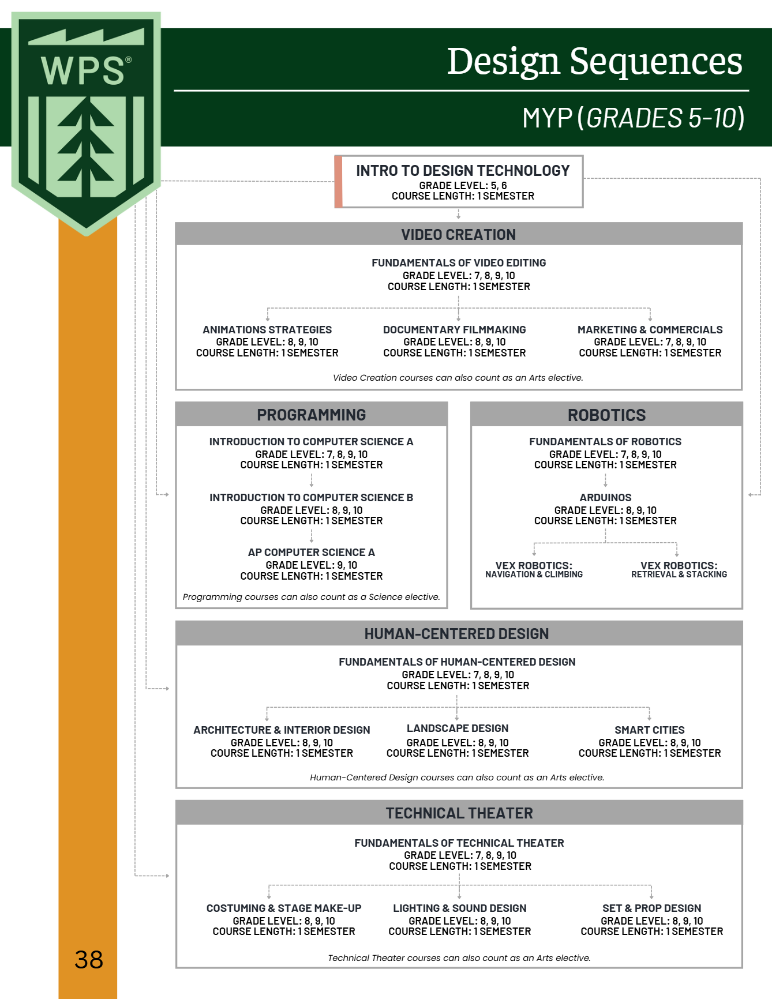 WPS®
Design Sequences
MYP (GRADES 5-10)
INTRO TO DESIGN TECHNOLOGY
GRADE LEVEL: 5, 6
COURSE LENGTH: 1 SEMESTER
VIDEO CREATION
FUNDAMENTALS OF VIDEO EDITING
GRADE LEVEL: 7, 8, 9, 10
COURSE LENGTH: 1 SEMESTER
ANIMATIONS STRATEGIES
GRADE LEVEL: 8, 9, 10
COURSE LENGTH: 1 SEMESTER
DOCUMENTARY FILMMAKING
GRADE LEVEL: 8, 9, 10
COURSE LENGTH: 1 SEMESTER
MARKETING & COMMERCIALS
GRADE LEVEL: 7, 8, 9, 10
COURSE LENGTH: 1 SEMESTER
Video Creation courses can also count as an Arts elective.
PROGRAMMING
INTRODUCTION TO COMPUTER SCIENCE A
GRADE LEVEL: 7, 8, 9, 10
COURSE LENGTH: 1 SEMESTER
INTRODUCTION TO COMPUTER SCIENCE B
GRADE LEVEL: 8, 9, 10
COURSE LENGTH: 1 SEMESTER
AP COMPUTER SCIENCE A
GRADE LEVEL: 9, 10
COURSE LENGTH: 1 SEMESTER
Programming courses can also count as a Science elective.
ROBOTICS
FUNDAMENTALS OF ROBOTICS
GRADE LEVEL: 7, 8, 9, 10
COURSE LENGTH: 1 SEMESTER
ARDUINOS
GRADE LEVEL: 8, 9, 10
COURSE LENGTH: 1 SEMESTER
VEX ROBOTICS:
NAVIGATION & CLIMBING
VEX ROBOTICS:
RETRIEVAL & STACKING
HUMAN-CENTERED DESIGN
FUNDAMENTALS OF HUMAN-CENTERED DESIGN
GRADE LEVEL: 7, 8, 9, 10
COURSE LENGTH: 1 SEMESTER
ARCHITECTURE & INTERIOR DESIGN
GRADE LEVEL: 8, 9, 10
COURSE LENGTH: 1 SEMESTER
LANDSCAPE DESIGN
GRADE LEVEL: 8, 9, 10
COURSE LENGTH: 1 SEMESTER
SMART CITIES
GRADE LEVEL: 8, 9, 10
COURSE LENGTH: 1 SEMESTER
Human-Centered Design courses can also count as an Arts elective.
TECHNICAL THEATER
FUNDAMENTALS OF TECHNICAL THEATER
GRADE LEVEL: 7, 8, 9, 10
COURSE LENGTH: 1 SEMESTER
COSTUMING & STAGE MAKE-UP
GRADE LEVEL: 8, 9, 10
COURSE LENGTH: 1 SEMESTER
LIGHTING & SOUND DESIGN
GRADE LEVEL: 8, 9, 10
COURSE LENGTH: 1 SEMESTER
SET & PROP DESIGN
GRADE LEVEL: 8, 9, 10
COURSE LENGTH: 1 SEMESTER
Technical Theater courses can also count as an Arts elective.
38